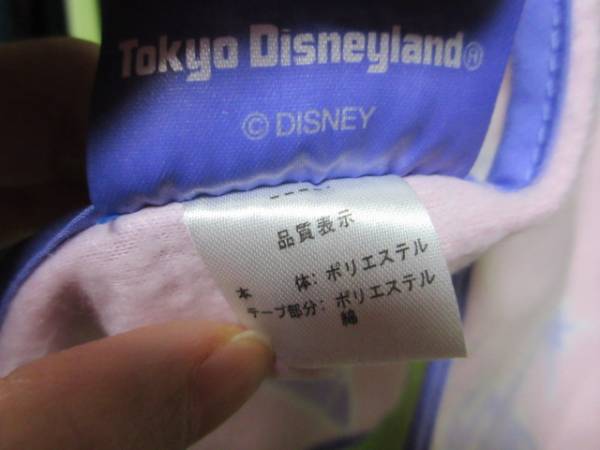 Tokyo Disneyland®
© DISNEY
品質表示
本　　体：ポリエステル
テープ部分：ポリエステル
綿